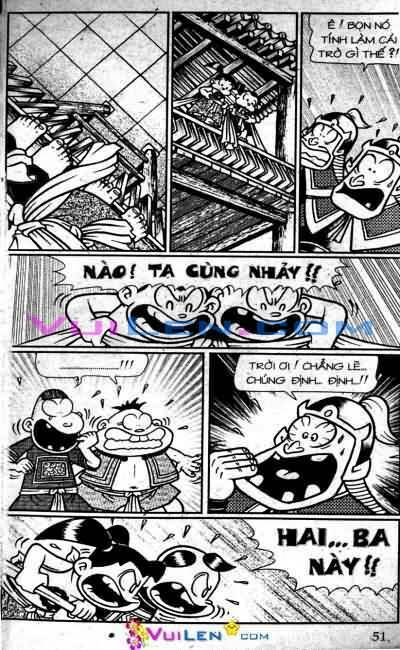 Ê! BỌN NÓ
TÍNH LÀM CÁI
TRÒ GÌ THẾ?!
NÀO! TA CÙNG NHẢY!!
VUILEN.COM
...............!!!
TRỜI ƠI! CHẲNG LẼ...
CHÚNG ĐỊNH... ĐỊNH..!!
HAI... BA
NÀY!!
51.
VUILEN.COM